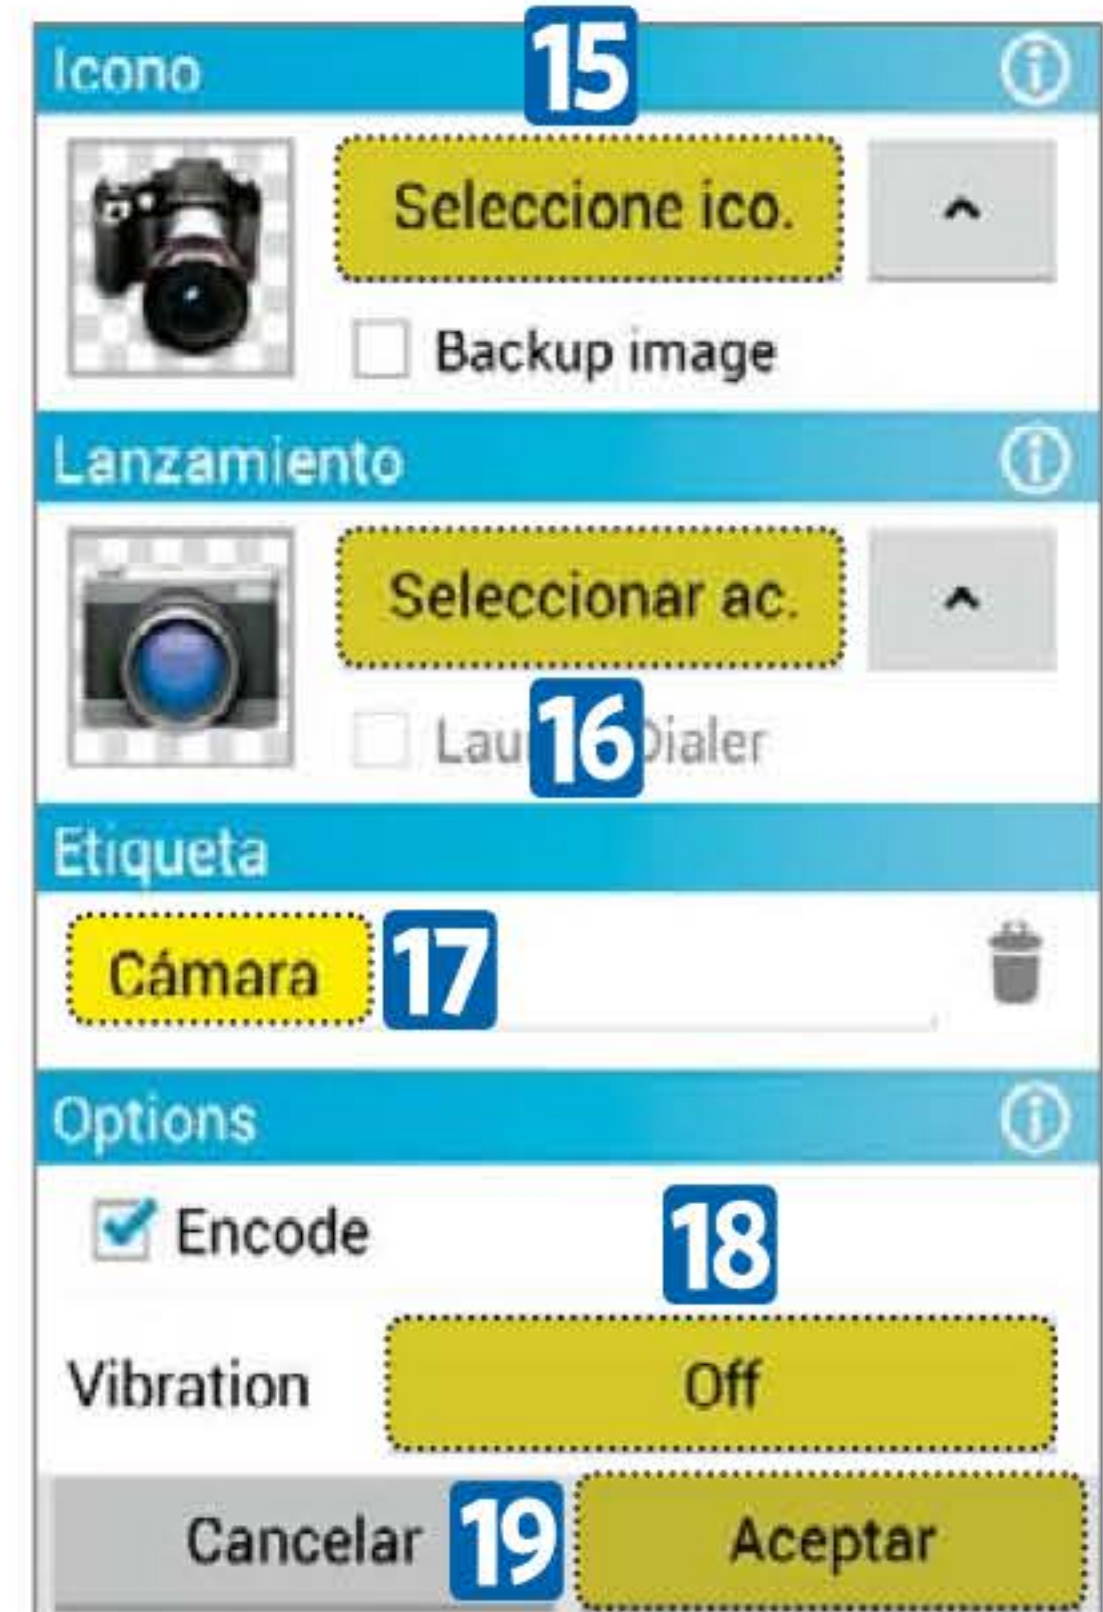 Icono 15
Seleccione ico.
Backup image
Lanzamiento
Seleccionar ac.
16
Dialer
Etiqueta
Cámara 17
Options
Encode 18
Vibration Off
Cancelar 19 Aceptar